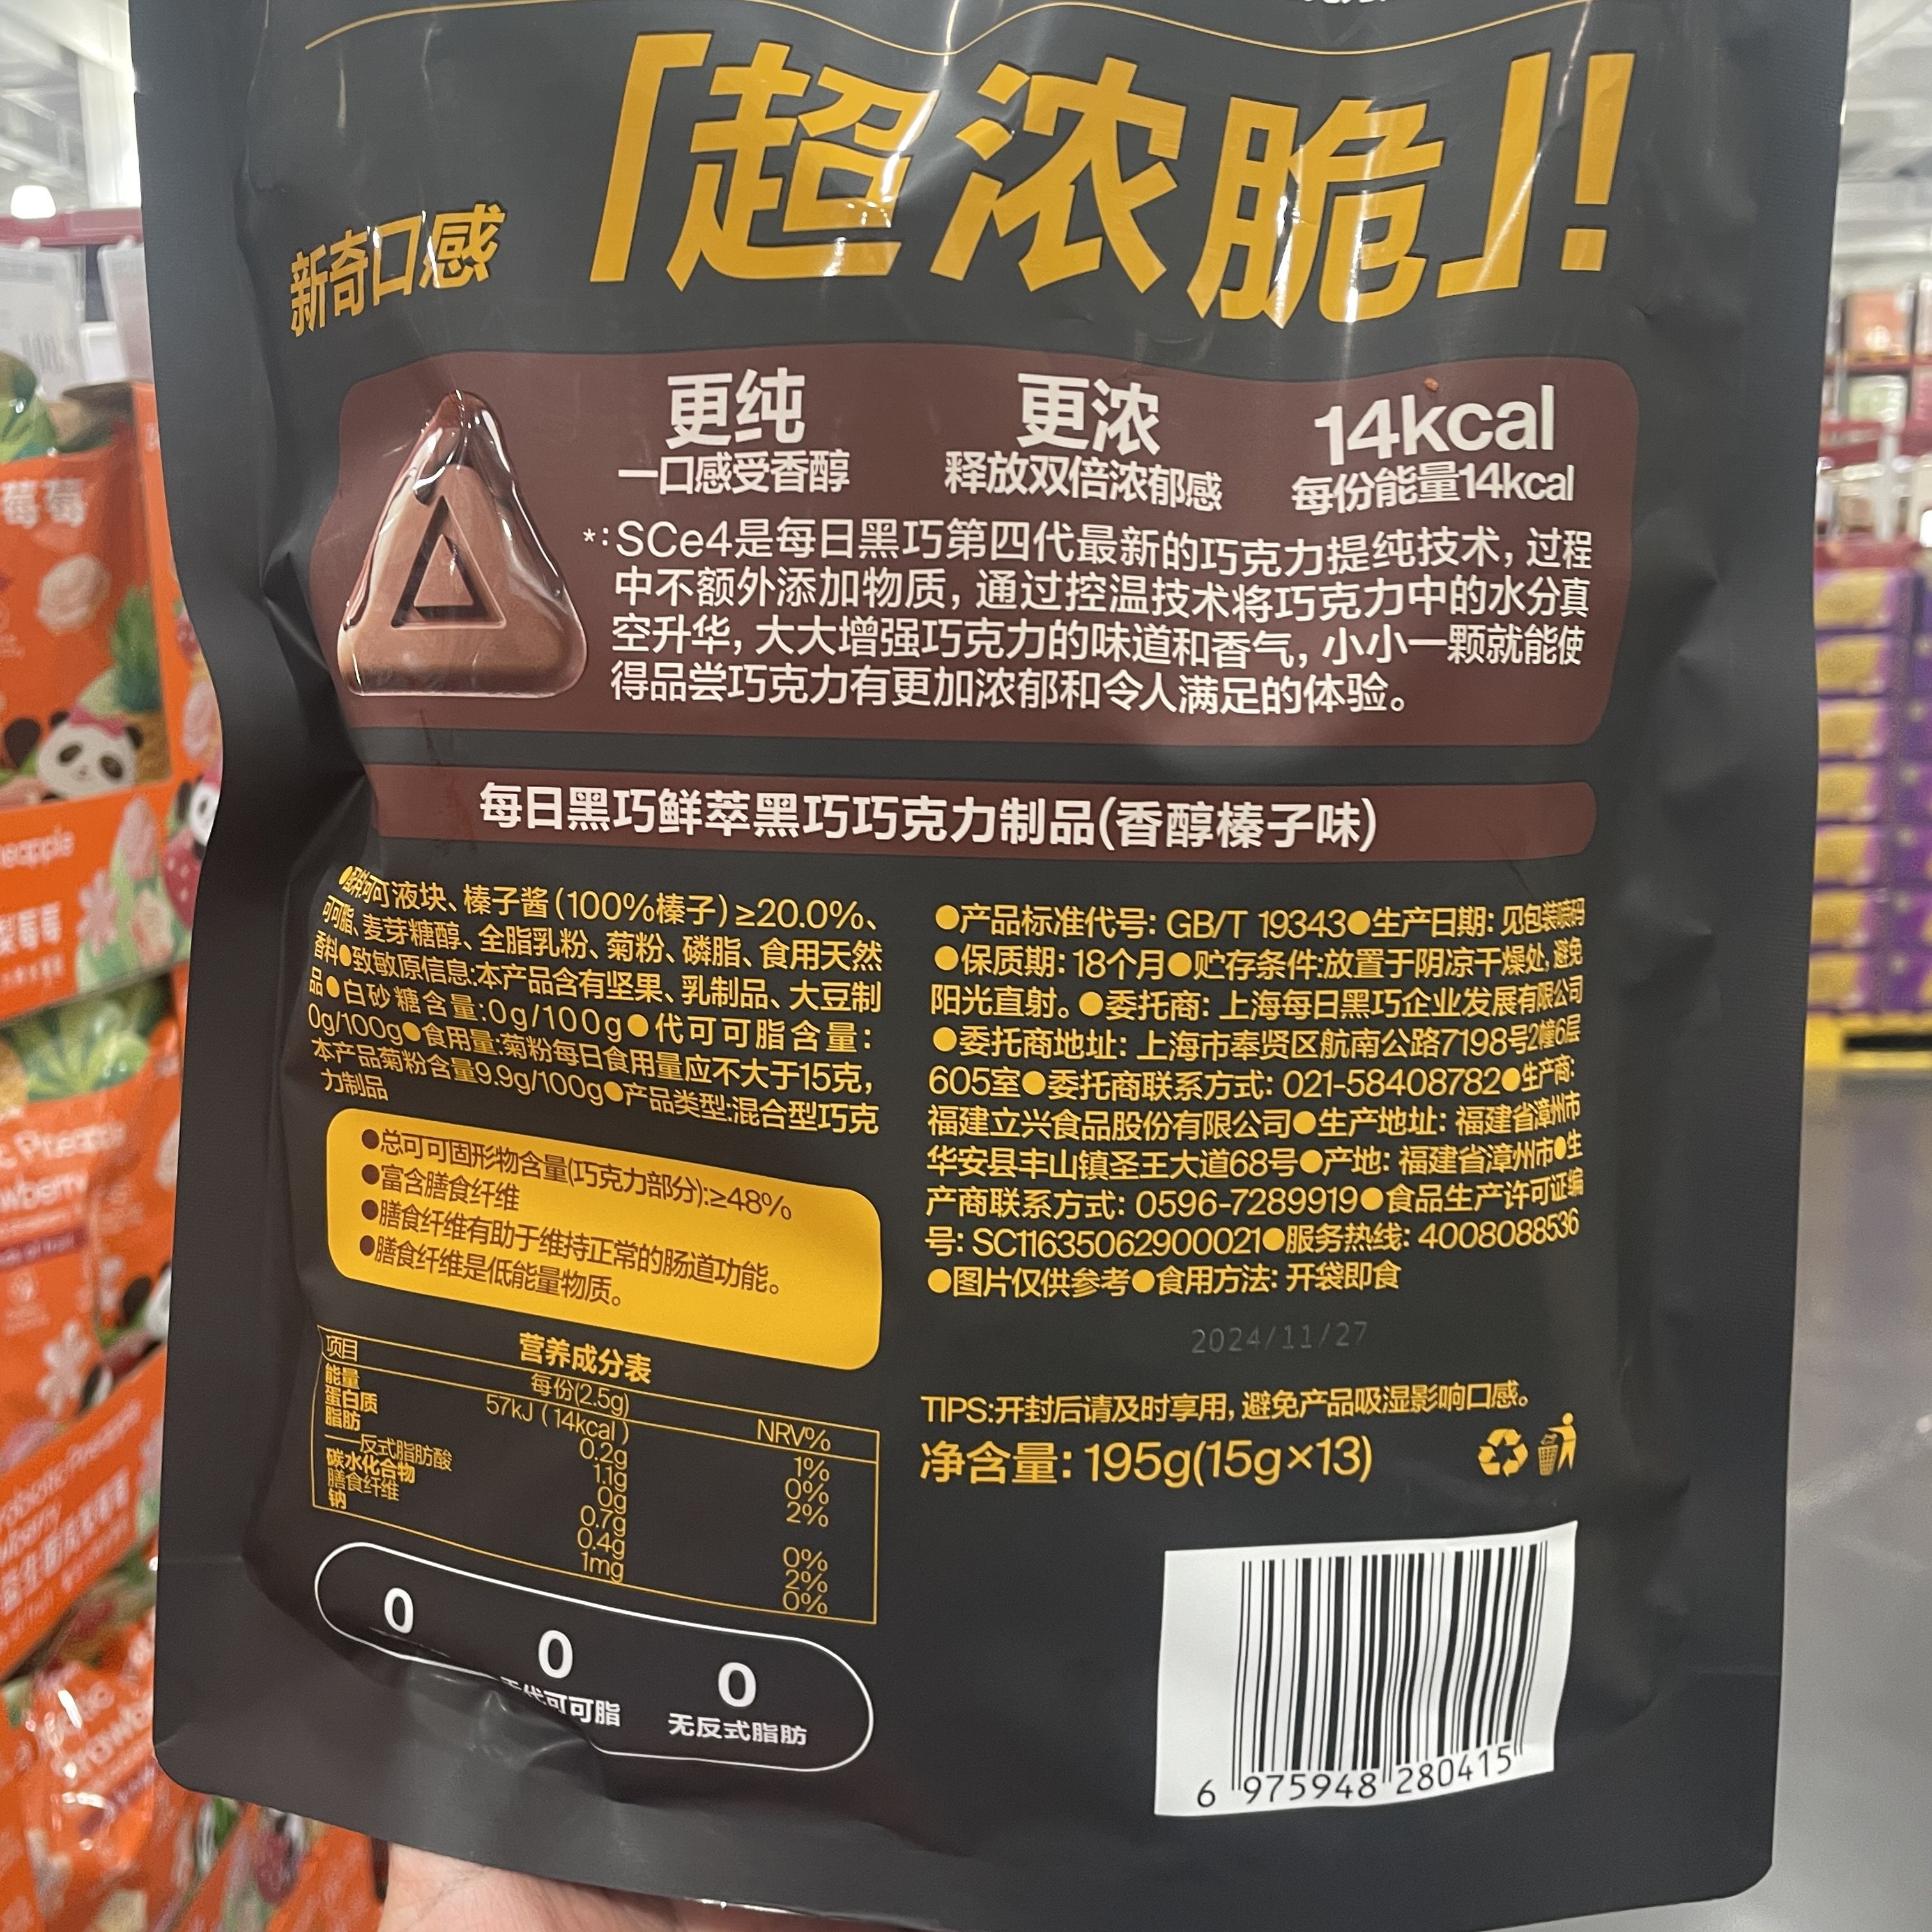 新奇口感
「超浓脆」!
更纯
一口感受香醇
更浓
释放双倍浓郁感
14kcal
每份能量14kcal
*:SCe4是每日黑巧第四代最新的巧克力提纯技术,过程
中不额外添加物质,通过控温技术将巧克力中的水分真
空升华,大大增强巧克力的味道和香气,小小一颗就能使
得品尝巧克力有更加浓郁和令人满足的体验。
每日黑巧鲜萃黑巧巧克力制品(香醇榛子味)
●配料:可可液块、榛子酱(100%榛子)≥20.0%、
可可脂、麦芽糖醇、全脂乳粉、菊粉、磷脂、食用天然
香料●致敏原信息:本产品含有坚果、乳制品、大豆制
品●白砂糖含量:0g/100g●代可可脂含量:
0g/100g●食用量:菊粉每日食用量应不大于15克,
本产品菊粉含量9.9g/100g●产品类型:混合型巧克
力制品
●总可可固形物含量(巧克力部分):≥48%
●富含膳食纤维
●膳食纤维有助于维持正常的肠道功能。
●膳食纤维是低能量物质。
营养成分表
项目 每份(2.5g) NRV%
能量 57kJ(14kcal) 1%
蛋白质 0.2g 0%
脂肪 1.1g 2%
—反式脂肪酸 0g
碳水化合物 0.7g 0%
膳食纤维 0.4g 2%
钠 1mg 0%
0
0
代可可脂
0
无反式脂肪
●产品标准代号: GB/T 19343●生产日期: 见包装喷码
●保质期: 18个月●贮存条件:放置于阴凉干燥处,避免
阳光直射。●委托商: 上海每日黑巧企业发展有限公司
●委托商地址: 上海市奉贤区航南公路7198号2幢6层
605室●委托商联系方式: 021-58408782●生产商:
福建立兴食品股份有限公司●生产地址: 福建省漳州市
华安县丰山镇圣王大道68号●产地: 福建省漳州市●生
产商联系方式: 0596-7289919●食品生产许可证编
号: SC11635062900021●服务热线: 4008088536
●图片仅供参考●食用方法: 开袋即食
2024/11/27
TIPS:开封后请及时享用,避免产品吸湿影响口感。
净含量: 195g(15g×13)
6 975948 280415
莓莓